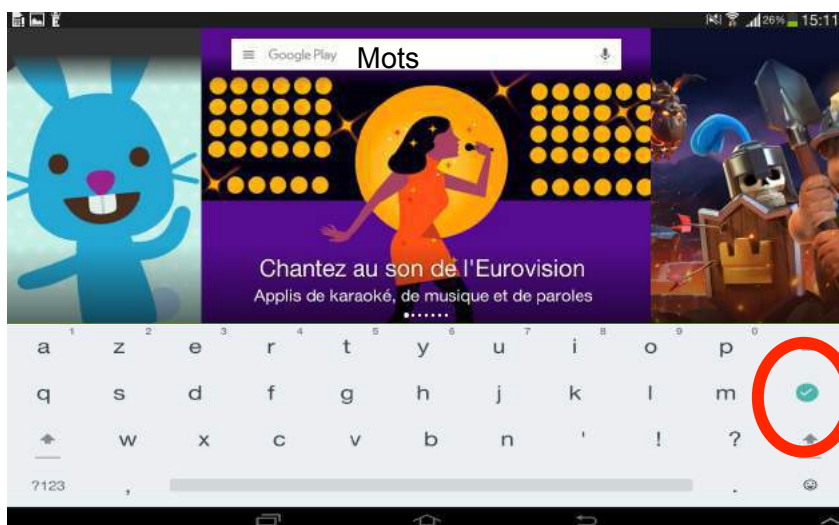 26% 15:11
Google Play Mots
Chantez au son de l'Eurovision
Applis de karaoké, de musique et de paroles
1 2 3 4 5 6 7 8 9 0
a z e r t y u i o p
q s d f g h j k l m
w x c v b n ' ! ?
?123 , .